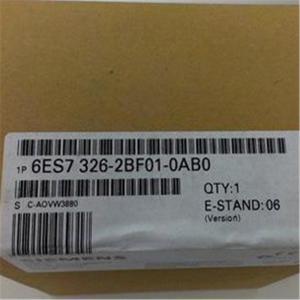 1P 6ES7 326-2BF01-0AB0
QTY:1
S C-AOVW3880
E-STAND: 06
(Version)